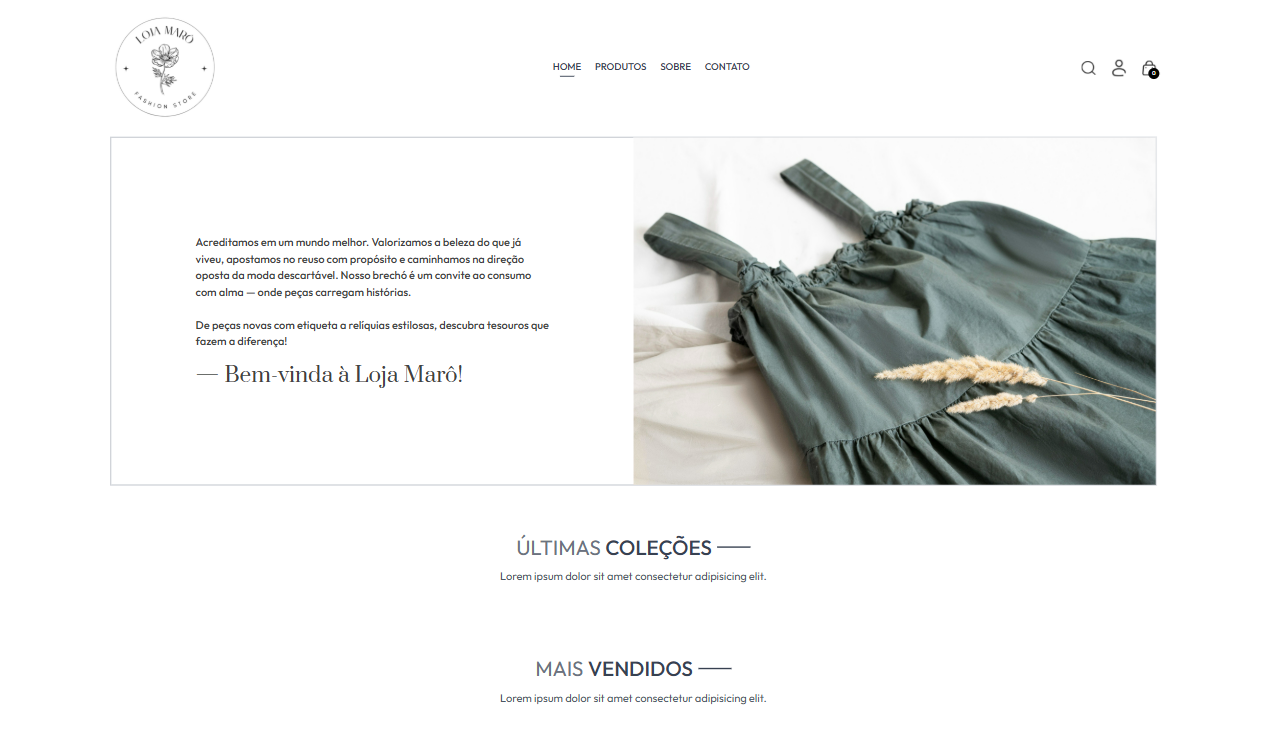 LOJA MARÔ
FASHION STORE
HOME PRODUTOS SOBRE CONTATO
0
Acreditamos em um mundo melhor. Valorizamos a beleza do que já
viveu, apostamos no reuso com propósito e caminhamos na direção
oposta da moda descartável. Nosso brechó é um convite ao consumo
com alma — onde peças carregam histórias.
De peças novas com etiqueta a relíquias estilosas, descubra tesouros que
fazem a diferença!
— Bem-vinda à Loja Marô!
ÚLTIMAS COLEÇÕES
Lorem ipsum dolor sit amet consectetur adipisicing elit.
MAIS VENDIDOS
Lorem ipsum dolor sit amet consectetur adipisicing elit.